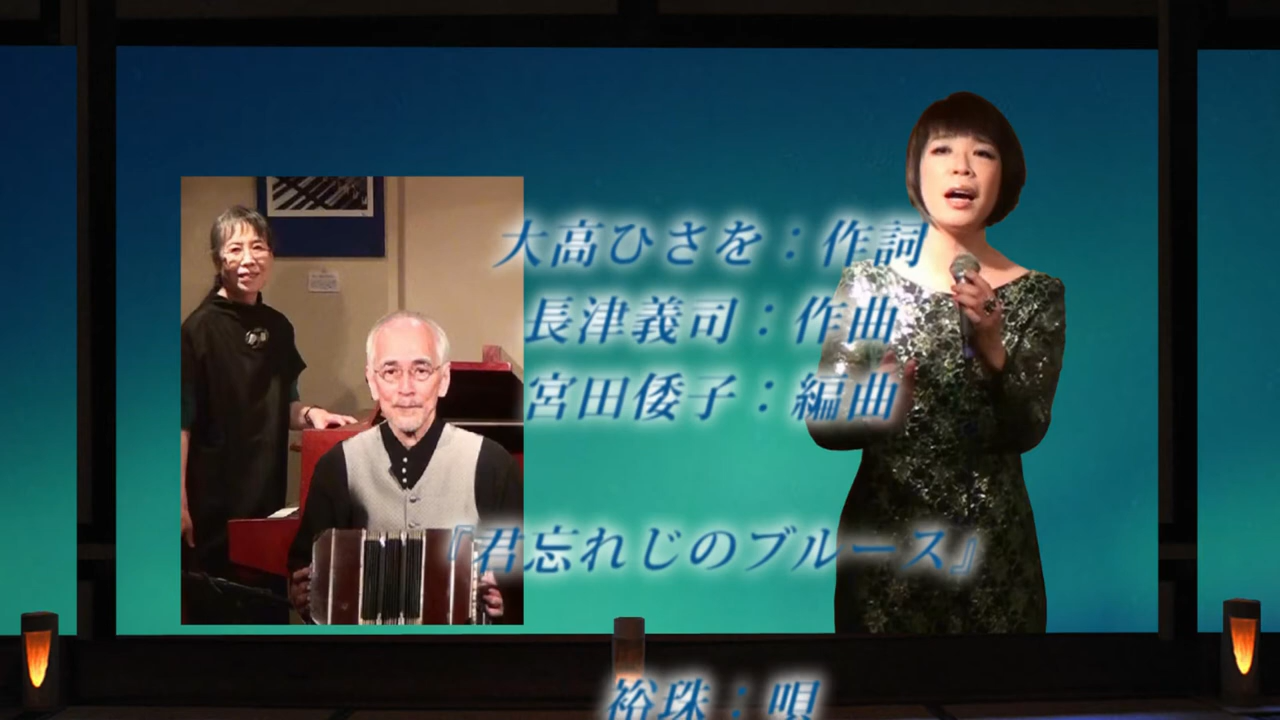 大高ひさを：作詞
長津義司：作曲
宮田倭子：編曲
『君忘れじのブルース』
裕珠：唄